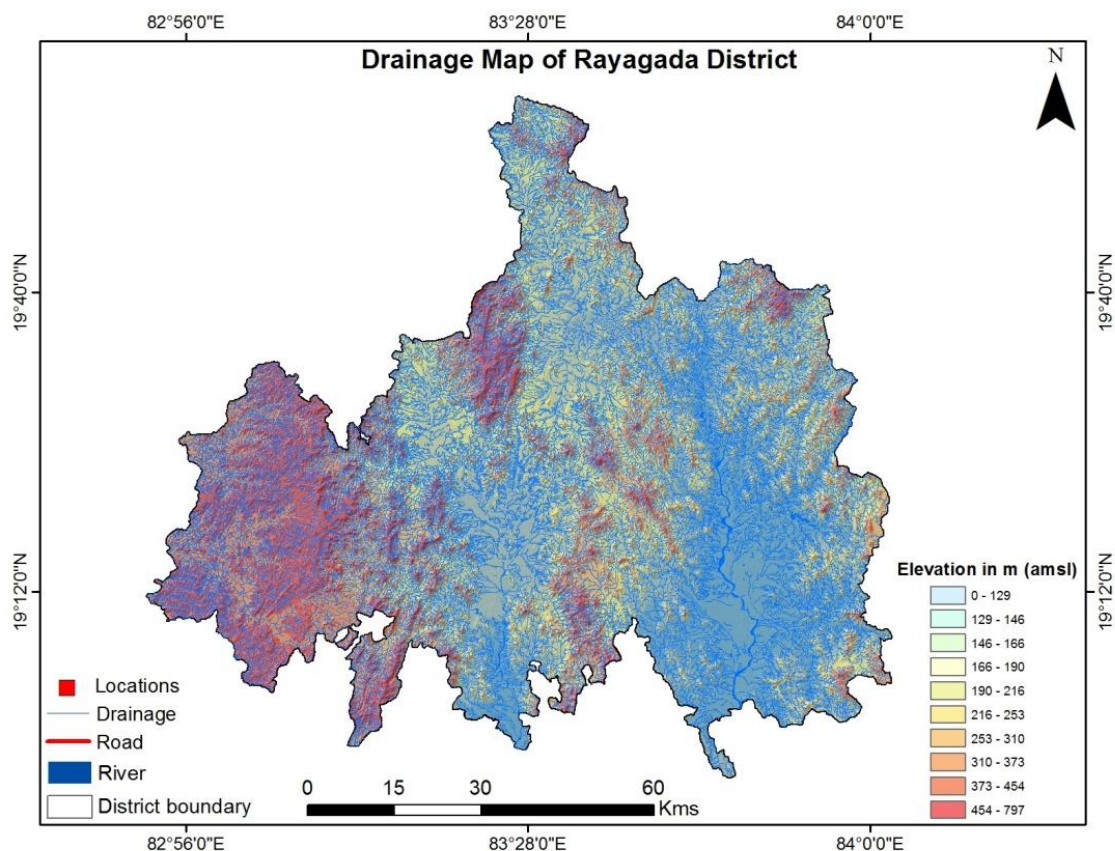 82°56'0"E 83°28'0"E 84°0'0"E
Drainage Map of Rayagada District
N
19°40'0"N 19°40'0"N
19°12'0"N 19°12'0"N
Elevation in m (amsl)
0 - 129
129 - 146
146 - 166
166 - 190
190 - 216
216 - 253
253 - 310
310 - 373
373 - 454
454 - 797
Locations
Drainage
Road
River
District boundary
0 15 30 60
Kms
82°56'0"E 83°28'0"E 84°0'0"E